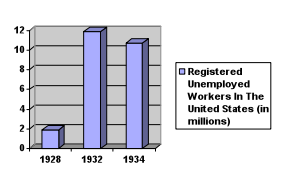 12
10
8
6
4
2
0
1928 1932 1934
Registered
Unemployed
Workers In The
United States (in
millions)